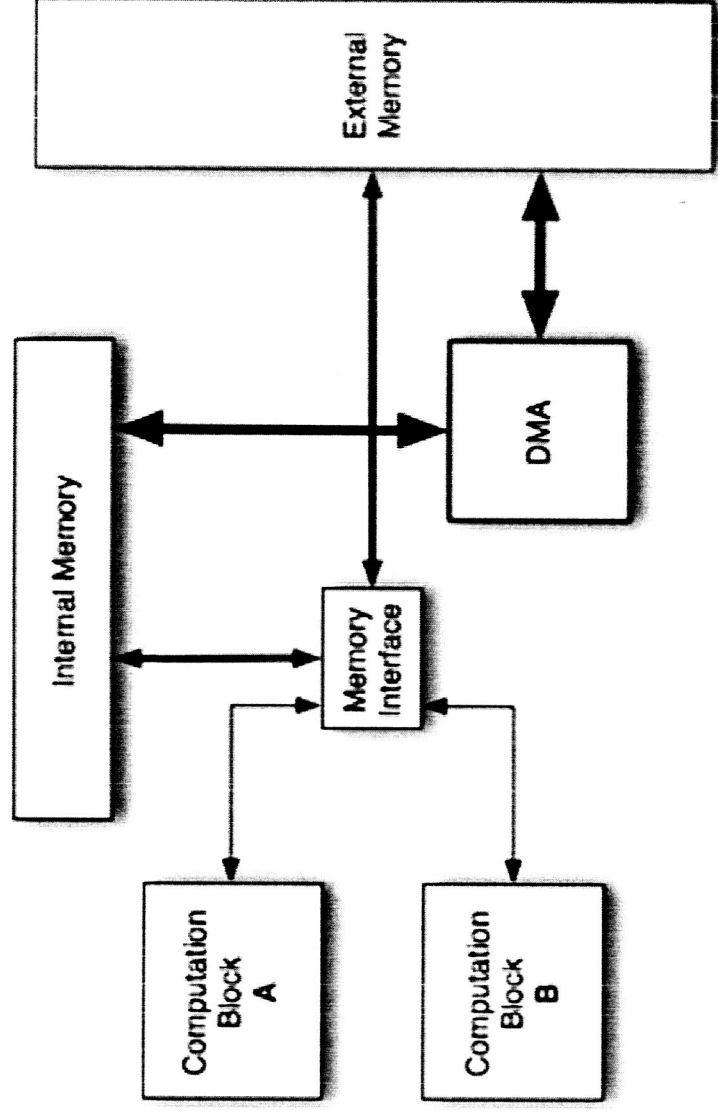 External
Memory
Internal Memory
DMA
Memory
Interface
Computation
Block
A
Computation
Block
B